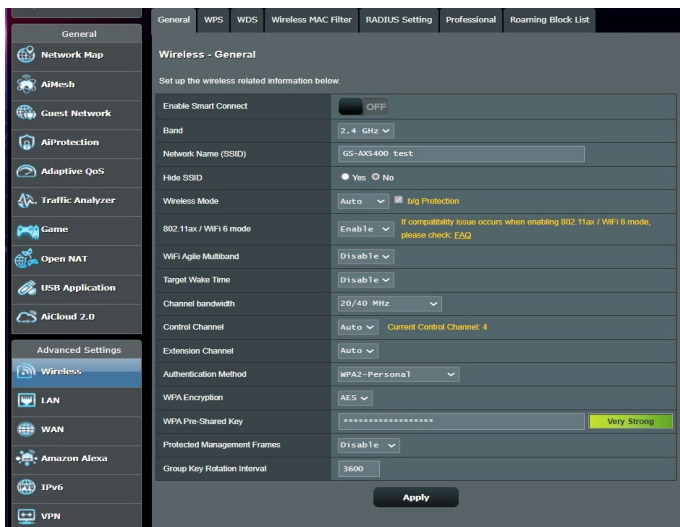 General
Network Map
AiMesh
Guest Network
AiProtection
Adaptive QoS
Traffic Analyzer
Game
Open NAT
USB Application
AiCloud 2.0
Advanced Settings
Wireless
LAN
WAN
Amazon Alexa
IPv6
VPN
General WPS WDS Wireless MAC Filter RADIUS Setting Professional Roaming Block List
Wireless - General
Set up the wireless related information below.
Enable Smart Connect OFF
Band 2.4 GHz
Network Name (SSID) GS-AX5400 test
Hide SSID Yes No
Wireless Mode Auto b/g Protection
802.11ax / WiFi 6 mode Enable If compatibility issue occurs when enabling 802.11ax / WiFi 6 mode,
please check: FAQ
WiFi Agile Multiband Disable
Target Wake Time Disable
Channel bandwidth 20/40 MHz
Control Channel Auto Current Control Channel: 4
Extension Channel Auto
Authentication Method WPA2-Personal
WPA Encryption AES
WPA Pre-Shared Key ****************** Very Strong
Protected Management Frames Disable
Group Key Rotation Interval 3600
Apply